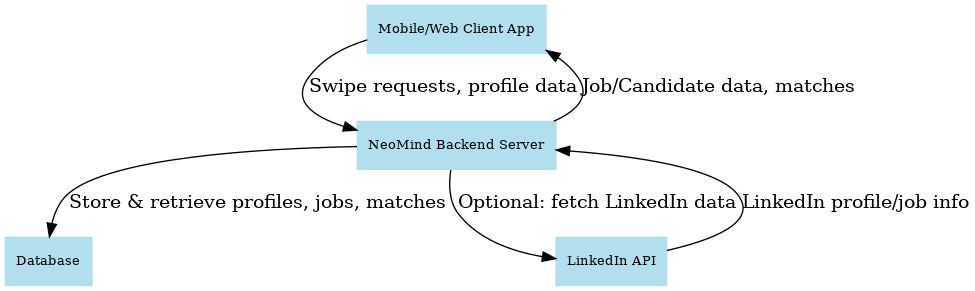 Mobile/Web Client App
Swipe requests, profile data
Job/Candidate data, matches
NeoMind Backend Server
Store & retrieve profiles, jobs, matches
Optional: fetch LinkedIn data
LinkedIn profile/job info
Database
LinkedIn API